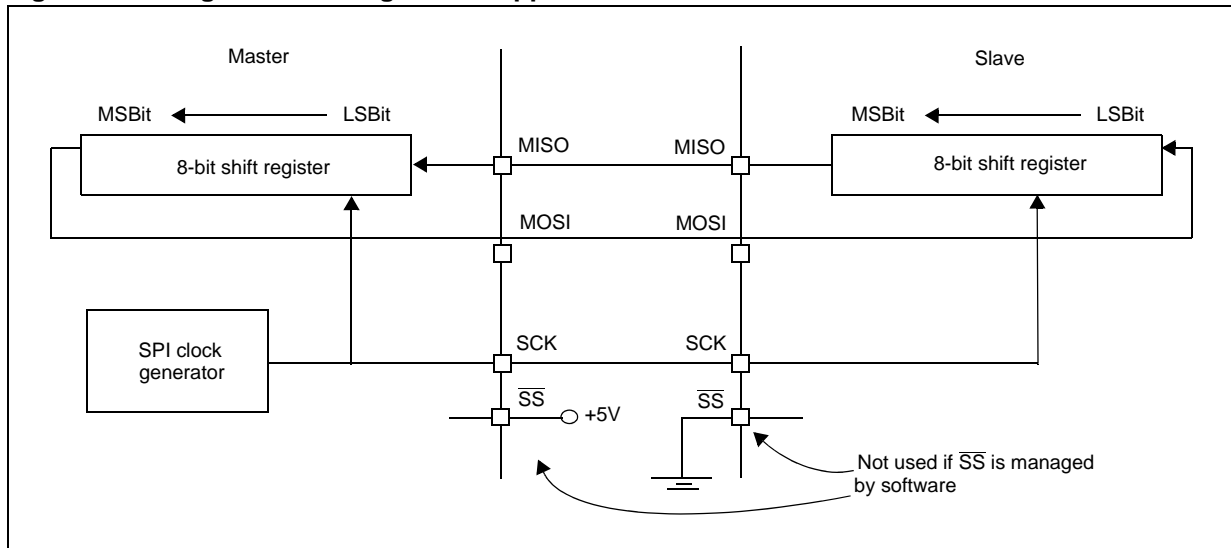 Master
Slave
MSBit
LSBit
MSBit
LSBit
8-bit shift register
MISO
MISO
8-bit shift register
MOSI
MOSI
SPI clock
generator
SCK
SCK
SS
+5V
SS
Not used if SS is managed
by software